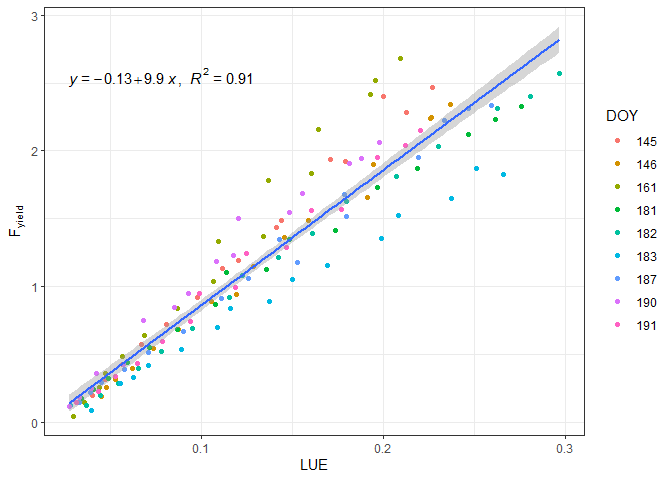 3
y = −0.13+9.9 x, R² = 0.91
2
1
0
F yield
0.1 0.2 0.3
LUE
DOY
145
146
161
181
182
183
187
190
191